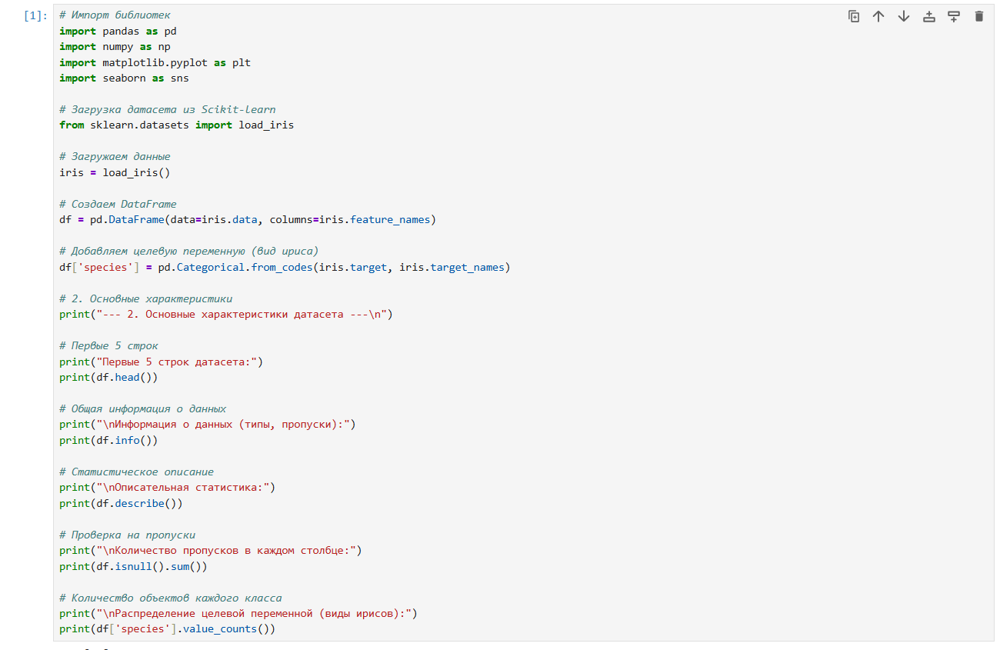 [1]:
# Импорт библиотек
import pandas as pd
import numpy as np
import matplotlib.pyplot as plt
import seaborn as sns
# Загрузка датасета из Scikit-learn
from sklearn.datasets import load_iris
# Загружаем данные
iris = load_iris()
# Создаем DataFrame
df = pd.DataFrame(data=iris.data, columns=iris.feature_names)
# Добавляем целевую переменную (вид ириса)
df['species'] = pd.Categorical.from_codes(iris.target, iris.target_names)
# 2. Основные характеристики
print("--- 2. Основные характеристики датасета ---\n")
# Первые 5 строк
print("Первые 5 строк датасета:")
print(df.head())
# Общая информация о данных
print("\nИнформация о данных (типы, пропуски):")
print(df.info())
# Статистическое описание
print("\nОписательная статистика:")
print(df.describe())
# Проверка на пропуски
print("\nКоличество пропусков в каждом столбце:")
print(df.isnull().sum())
# Количество объектов каждого класса
print("\nРаспределение целевой переменной (виды ирисов):")
print(df['species'].value_counts())